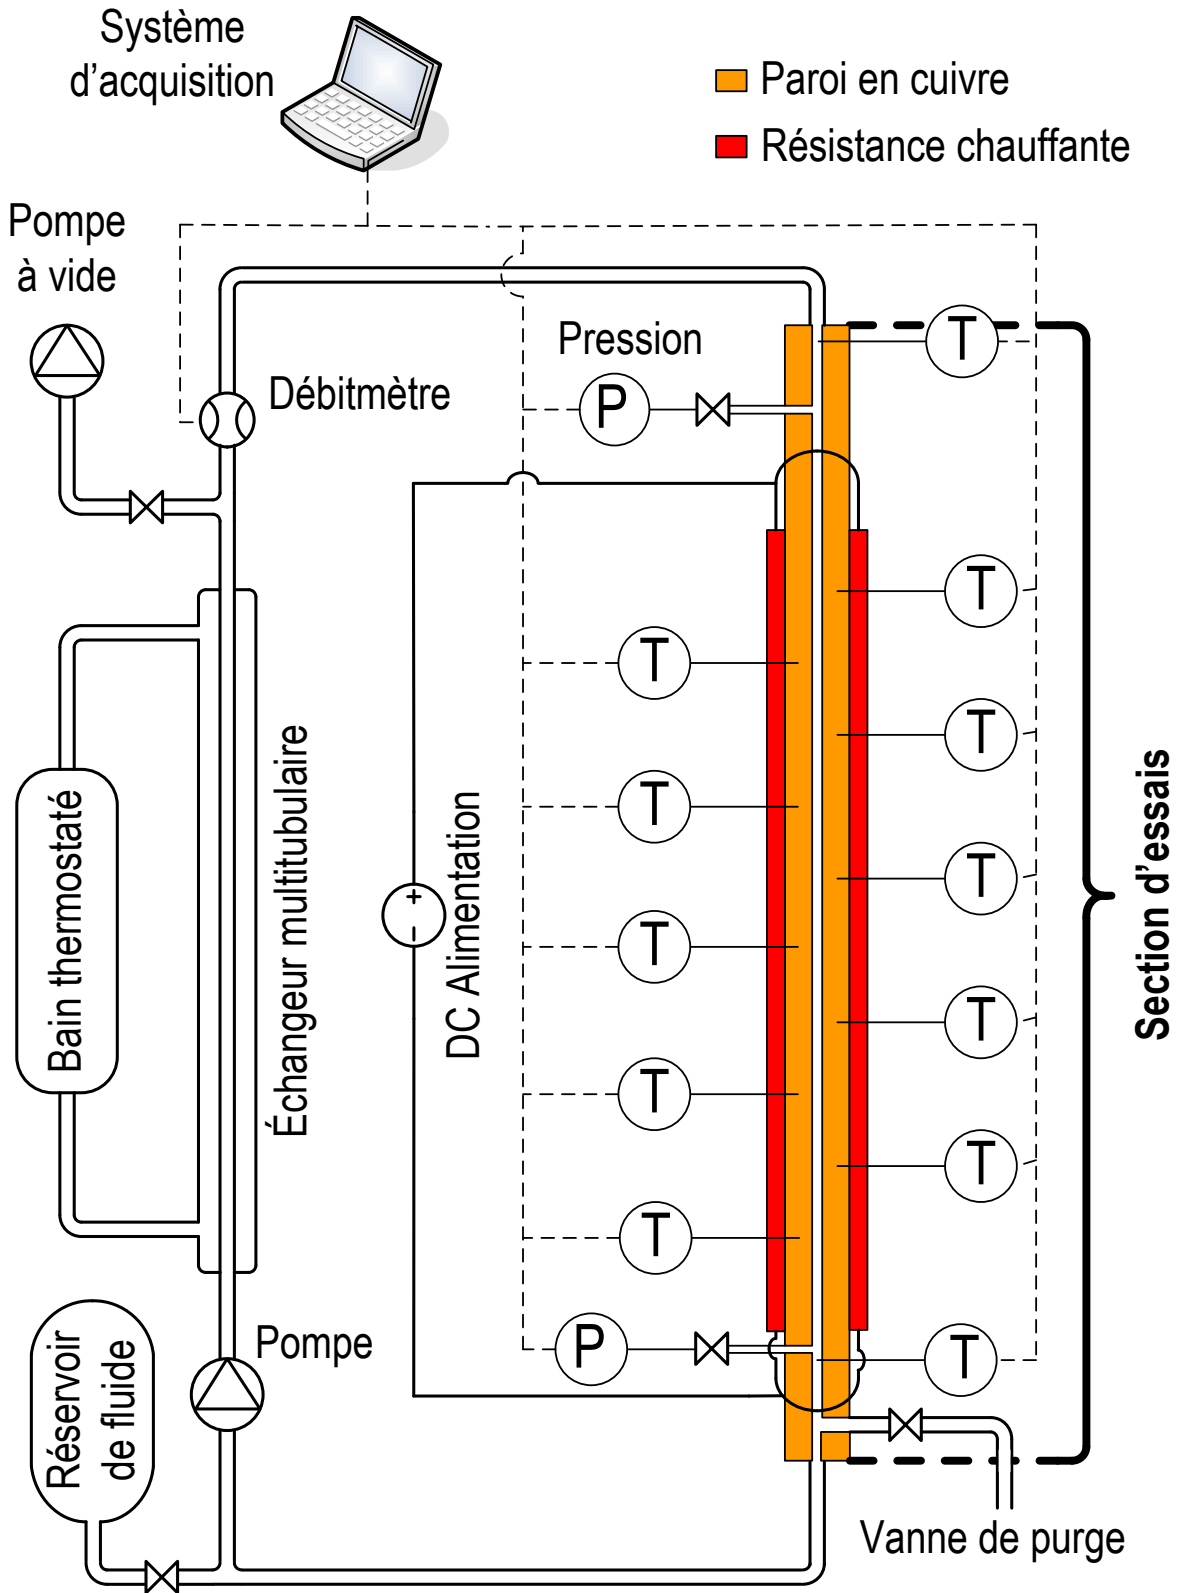 Système
d'acquisition
Paroi en cuivre
Résistance chauffante
Pompe
à vide
Débitmètre
Pression
P
T
T
T
T
T
T
T
T
T
T
T
P
T
+
-
DC Alimentation
Échangeur multitubulaire
Bain thermostaté
Section d'essais
Pompe
Réservoir
de fluide
Vanne de purge